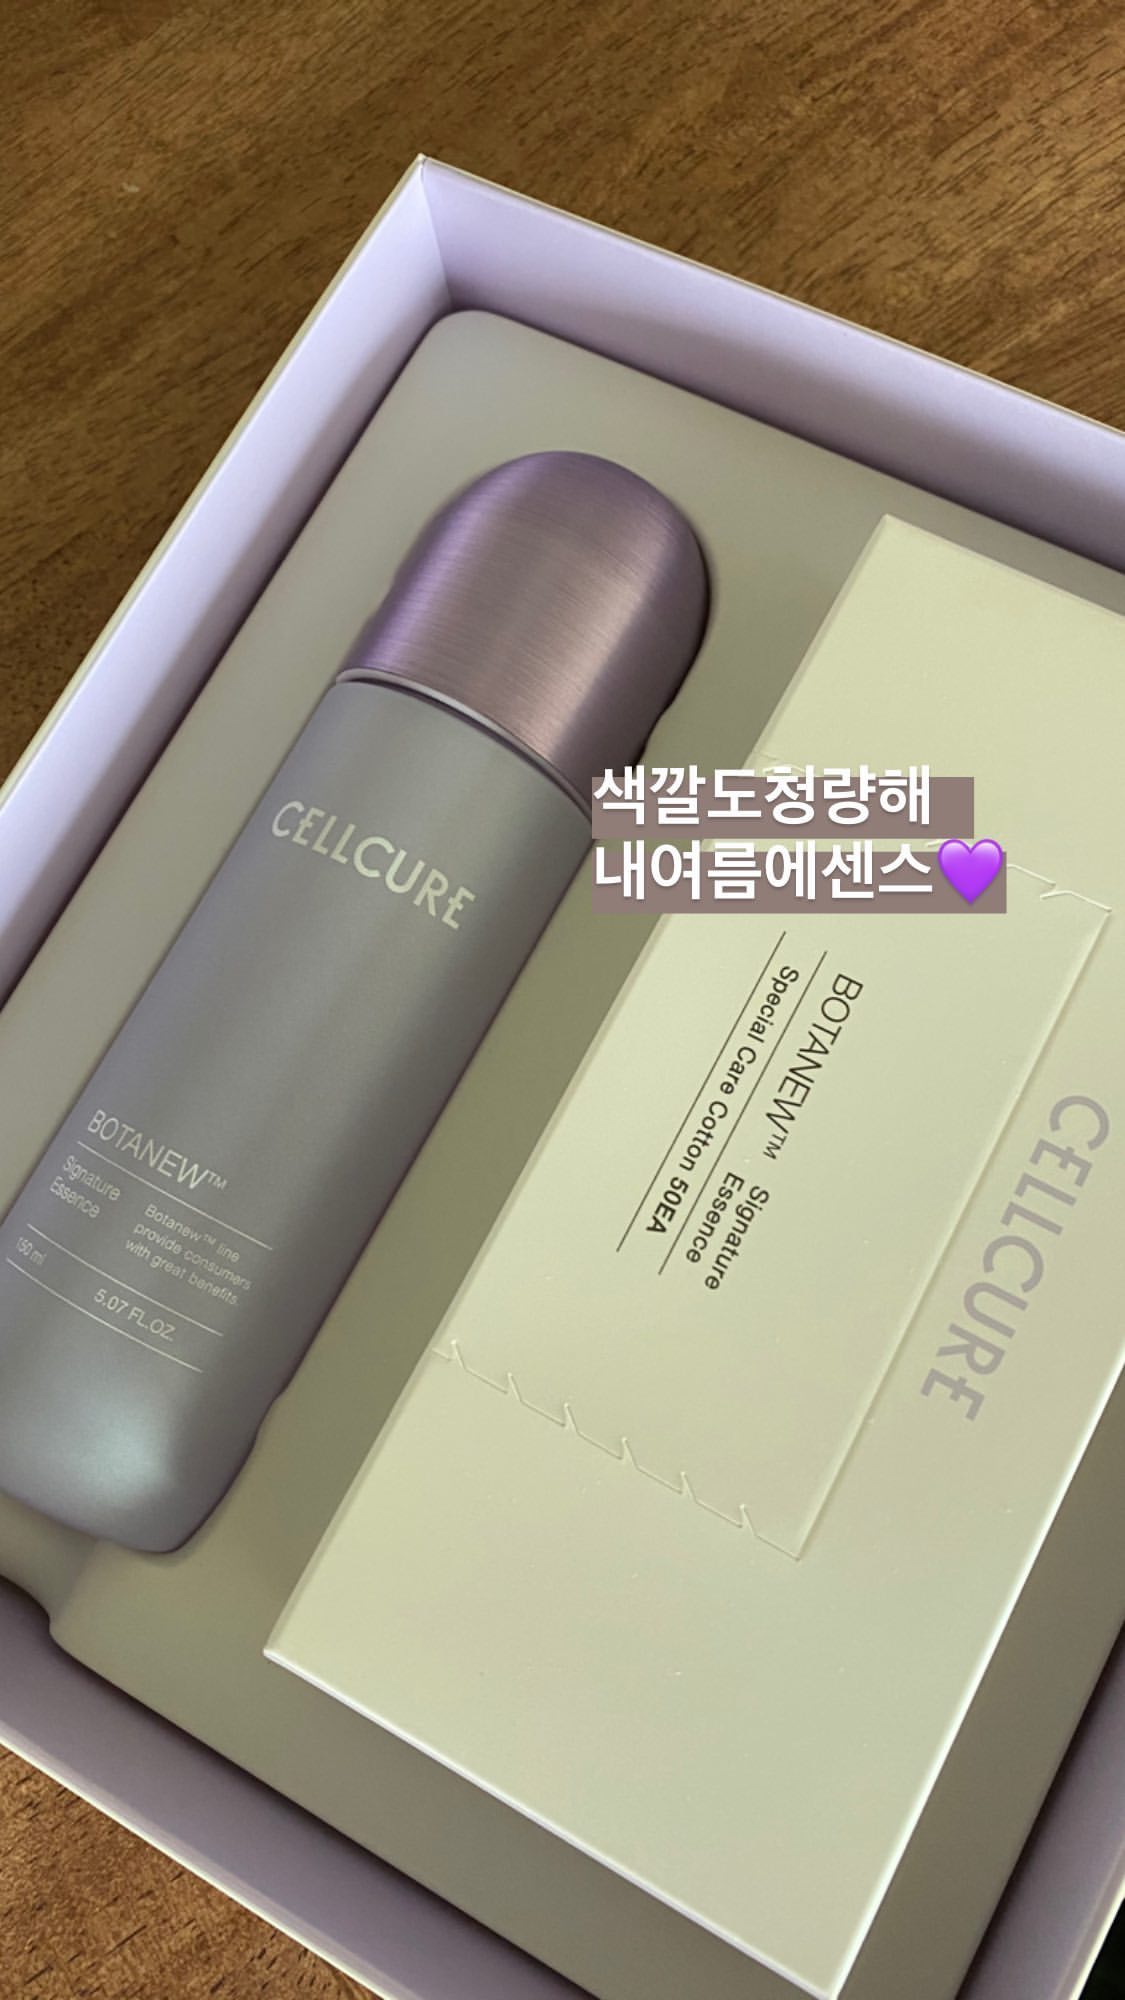 색깔도청량해
내여름에센스💜
CELLCURE
BOTANEW™
Signature
Essence
Botanew™ line
provide consumers
with great benefits.
150 ml
5.07 FL.OZ.
CELLCURE
BOTANEW™
Signature
Essence
Special Care Cotton 50EA